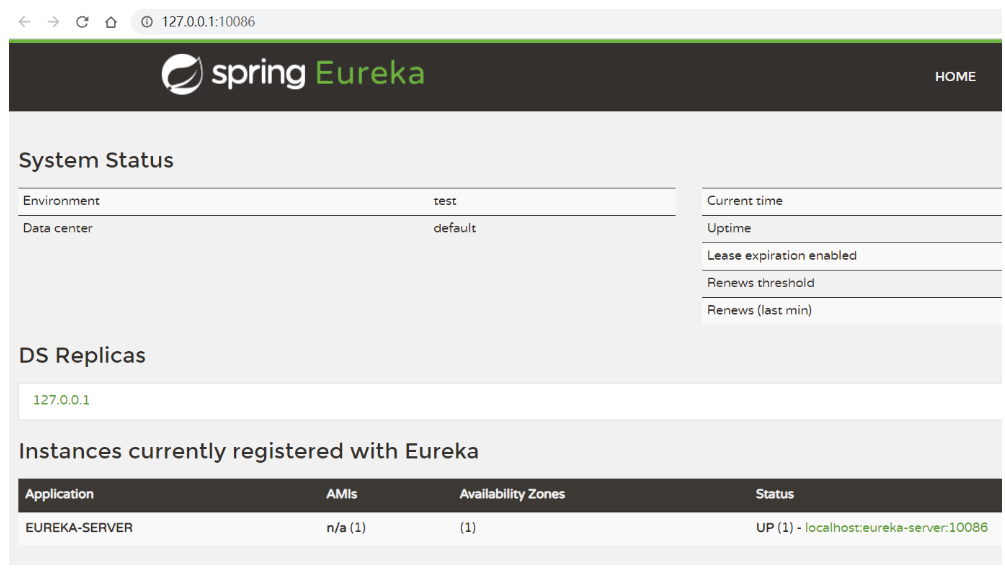 127.0.0.1:10086
spring Eureka
HOME
System Status
Environment test
Data center default
Current time
Uptime
Lease expiration enabled
Renews threshold
Renews (last min)
DS Replicas
127.0.0.1
Instances currently registered with Eureka
Application AMIs Availability Zones Status
EUREKA-SERVER n/a (1) (1) UP (1) - localhost:eureka-server:10086